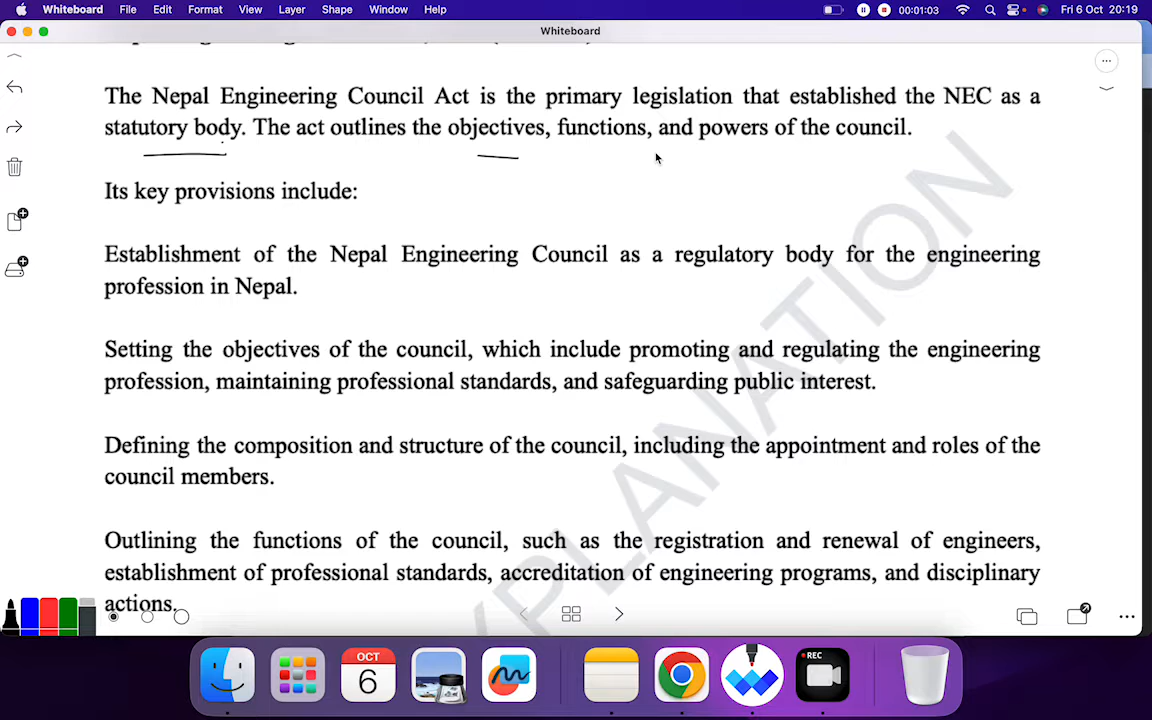 Whiteboard File Edit View Layer Shape Window Help 00:01:03 Fri 6 Oct 20:19
Whiteboard
The Nepal Engineering Council Act is the primary legislation that established the NEC as a
statutory body. The act outlines the objectives, functions, and powers of the council.
Its key provisions include:
Establishment of the Nepal Engineering Council as a regulatory body for the engineering
profession in Nepal.
Setting the objectives of the council, which include promoting and regulating the engineering
profession, maintaining professional standards, and safeguarding public interest.
Defining the composition and structure of the council, including the appointment and roles of the
council members.
Outlining the functions of the council, such as the registration and renewal of engineers,
establishment of professional standards, accreditation of engineering programs, and disciplinary
actions.
EXPLANATION
OCT
6
REC